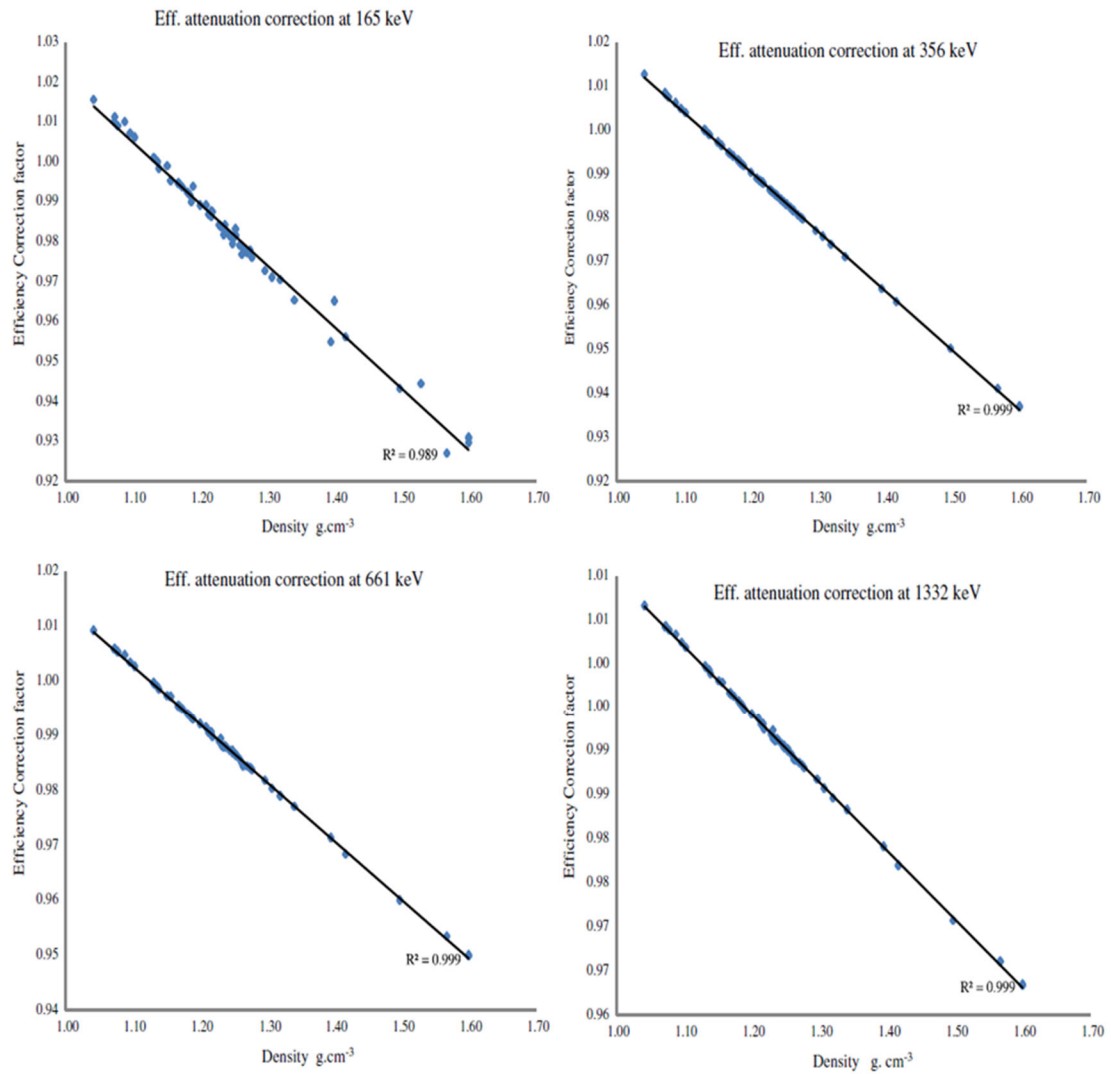 Eff. attenuation correction at 165 keV
Efficiency Correction factor
1.03
1.02
1.01
1.00
0.99
0.98
0.97
0.96
0.95
0.94
0.93
0.92
R² = 0.989
1.00 1.10 1.20 1.30 1.40 1.50 1.60 1.70
Density g.cm⁻³
Eff. attenuation correction at 356 keV
Efficiency Correction factor
1.02
1.01
1.00
0.99
0.98
0.97
0.96
0.95
0.94
0.93
0.92
R² = 0.999
1.00 1.10 1.20 1.30 1.40 1.50 1.60 1.70
Density g.cm⁻³
Eff. attenuation correction at 661 keV
Efficiency Correction factor
1.02
1.01
1.00
0.99
0.98
0.97
0.96
0.95
0.94
R² = 0.999
1.00 1.10 1.20 1.30 1.40 1.50 1.60 1.70
Density g.cm⁻³
Eff. attenuation correction at 1332 keV
Efficiency Correction factor
1.01
1.01
1.00
1.00
0.99
0.99
0.98
0.98
0.97
0.97
0.96
R² = 0.999
1.00 1.10 1.20 1.30 1.40 1.50 1.60 1.70
Density g. cm⁻³